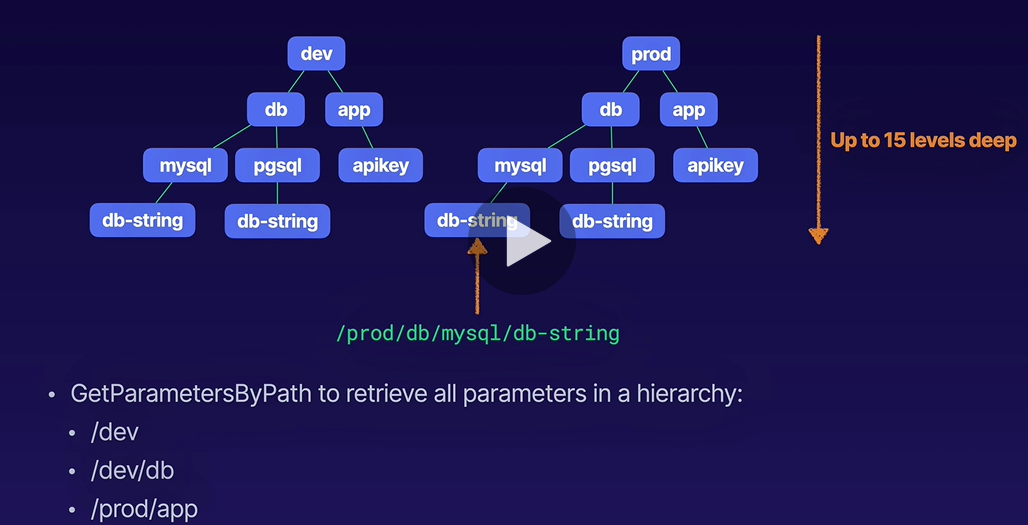 dev
prod
db
app
db
app
Up to 15 levels deep
mysql
pgsql
apikey
mysql
pgsql
apikey
db-string
db-string
db-string
db-string
/prod/db/mysql/db-string
• GetParametersByPath to retrieve all parameters in a hierarchy:
• /dev
• /dev/db
• /prod/app